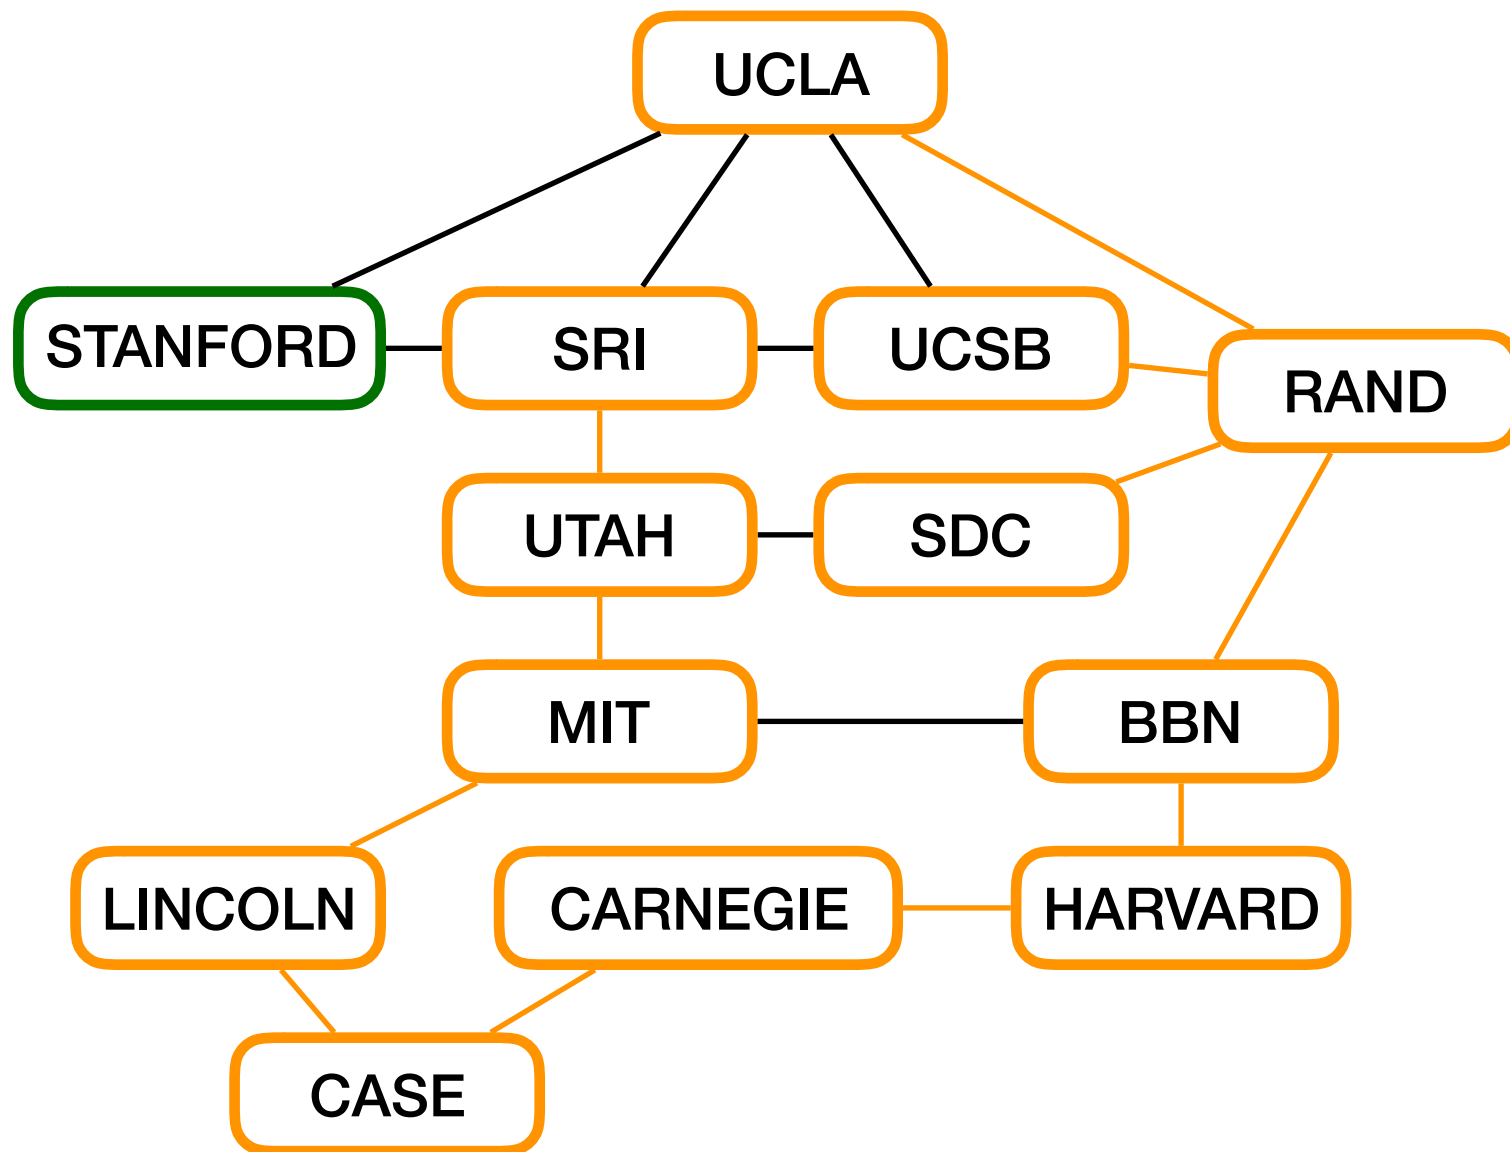 UCLA
STANFORD
SRI
UCSB
RAND
UTAH
SDC
MIT
BBN
LINCOLN
CARNEGIE
HARVARD
CASE